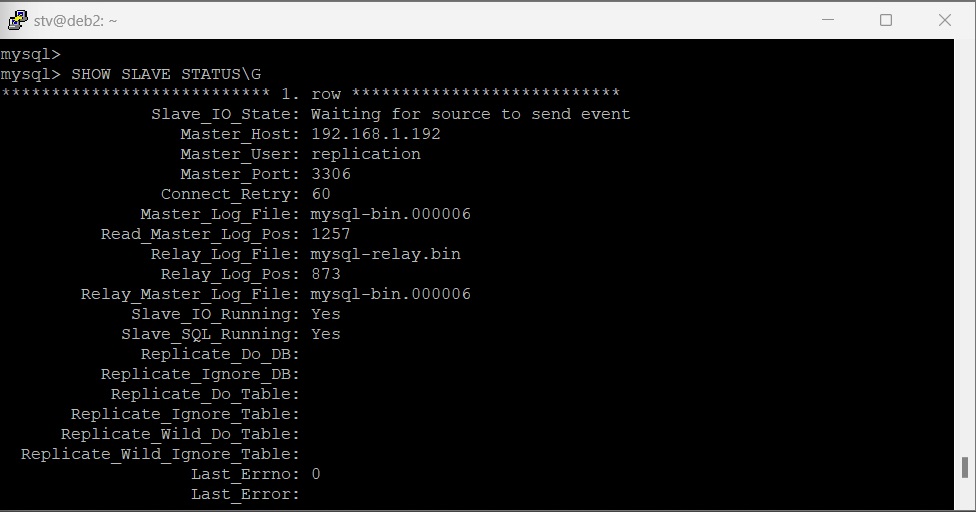 stv@deb2: ~
mysql>
mysql> SHOW SLAVE STATUS\G
*************************** 1. row ***************************
Slave_IO_State: Waiting for source to send event
Master_Host: 192.168.1.192
Master_User: replication
Master_Port: 3306
Connect_Retry: 60
Master_Log_File: mysql-bin.000006
Read_Master_Log_Pos: 1257
Relay_Log_File: mysql-relay.bin
Relay_Log_Pos: 873
Relay_Master_Log_File: mysql-bin.000006
Slave_IO_Running: Yes
Slave_SQL_Running: Yes
Replicate_Do_DB:
Replicate_Ignore_DB:
Replicate_Do_Table:
Replicate_Ignore_Table:
Replicate_Wild_Do_Table:
Replicate_Wild_Ignore_Table:
Last_Errno: 0
Last_Error: